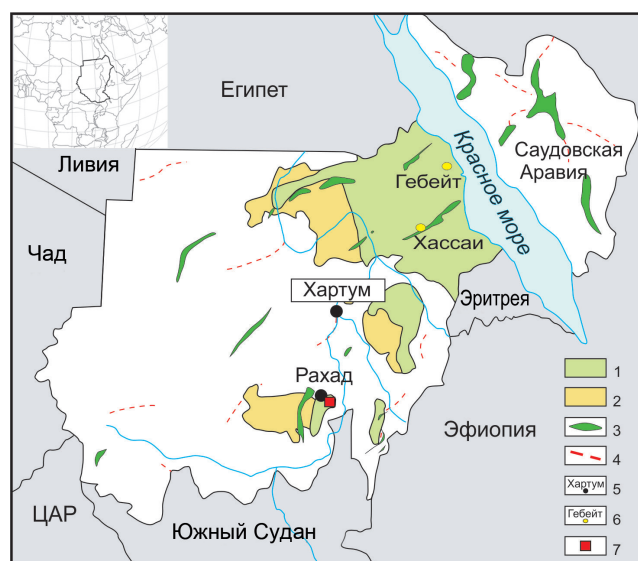 Египет
Ливия
Чад
Красное море
Саудовская
Аравия
Гебейт
Хассаи
Хартум
Эритрея
Рахад
Эфиопия
ЦАР
Южный Судан
1
2
3
4
Хартум
5
Гебейт
6
7